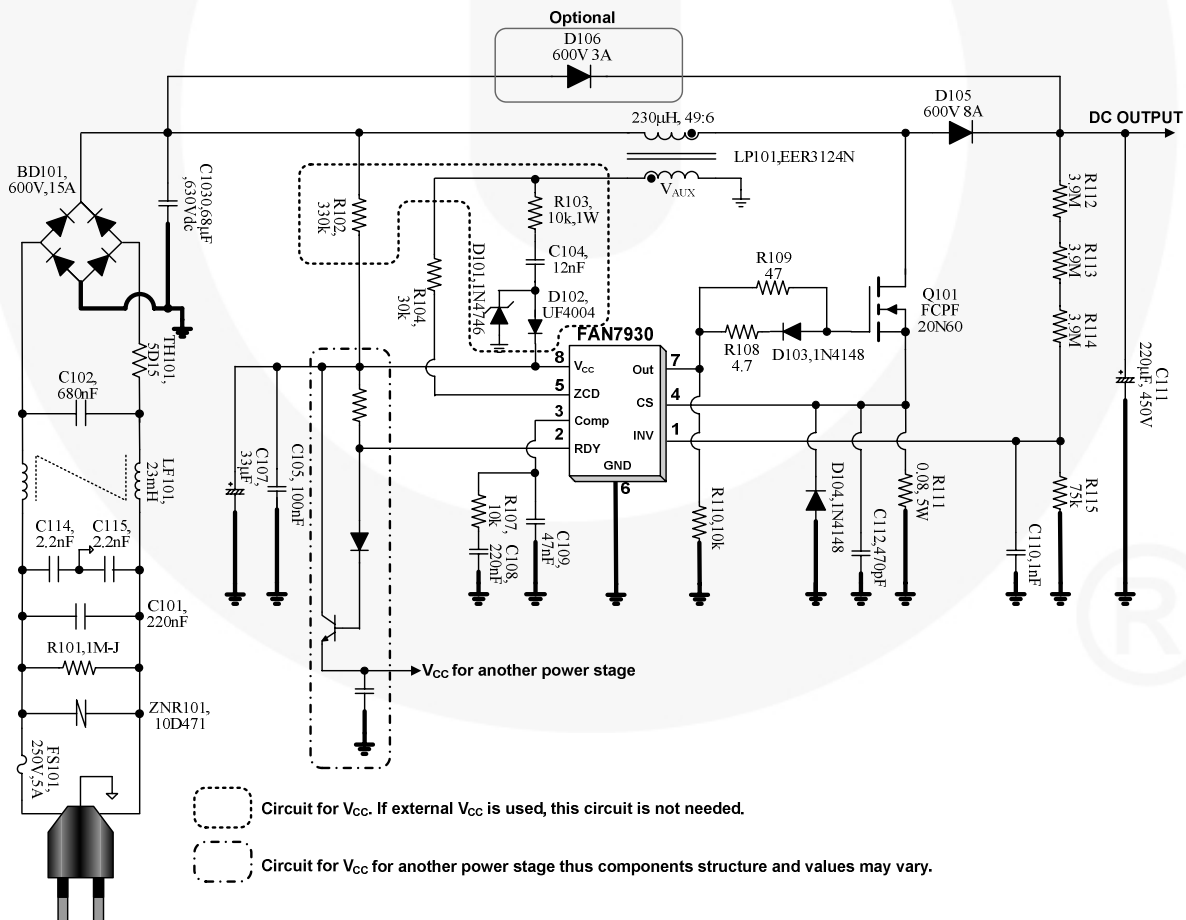 Optional
D106
600V 3A
230µH, 49:6
D105
600V 8A
DC OUTPUT
LP101,EER3124N
V_AUX
BD101,
600V,15A
C1030,68µF
,630Vdc
R102,
330k
R103,
10k,1W
C104,
12nF
D101,1N4746
D102,
UF4004
R104,
30k
R112
3.9M
R113
3.9M
R114
3.9M
R109
47
R108
4.7
D103,1N4148
Q101
FCPF
20N60
FAN7930
8
V_CC
5
ZCD
3
Comp
2
RDY
GND
6
Out
7
CS
4
INV
1
TH101,
5D15
C102,
680nF
LF101,
23mH
C114,
2.2nF
C115,
2.2nF
C101,
220nF
R101,1M-J
ZNR101,
10D471
FS101,
250V,5A
C107,
33µF
C105, 100nF
R107,
10k
C108,
220nF
C109,
47nF
R110,10k
D104,1N4148
C112,470pF
R111
0.08, 5W
C110,1nF
R115
75k
C111
220µF, 450V
V_CC for another power stage
Circuit for V_CC. If external V_CC is used, this circuit is not needed.
Circuit for V_CC for another power stage thus components structure and values may vary.
®